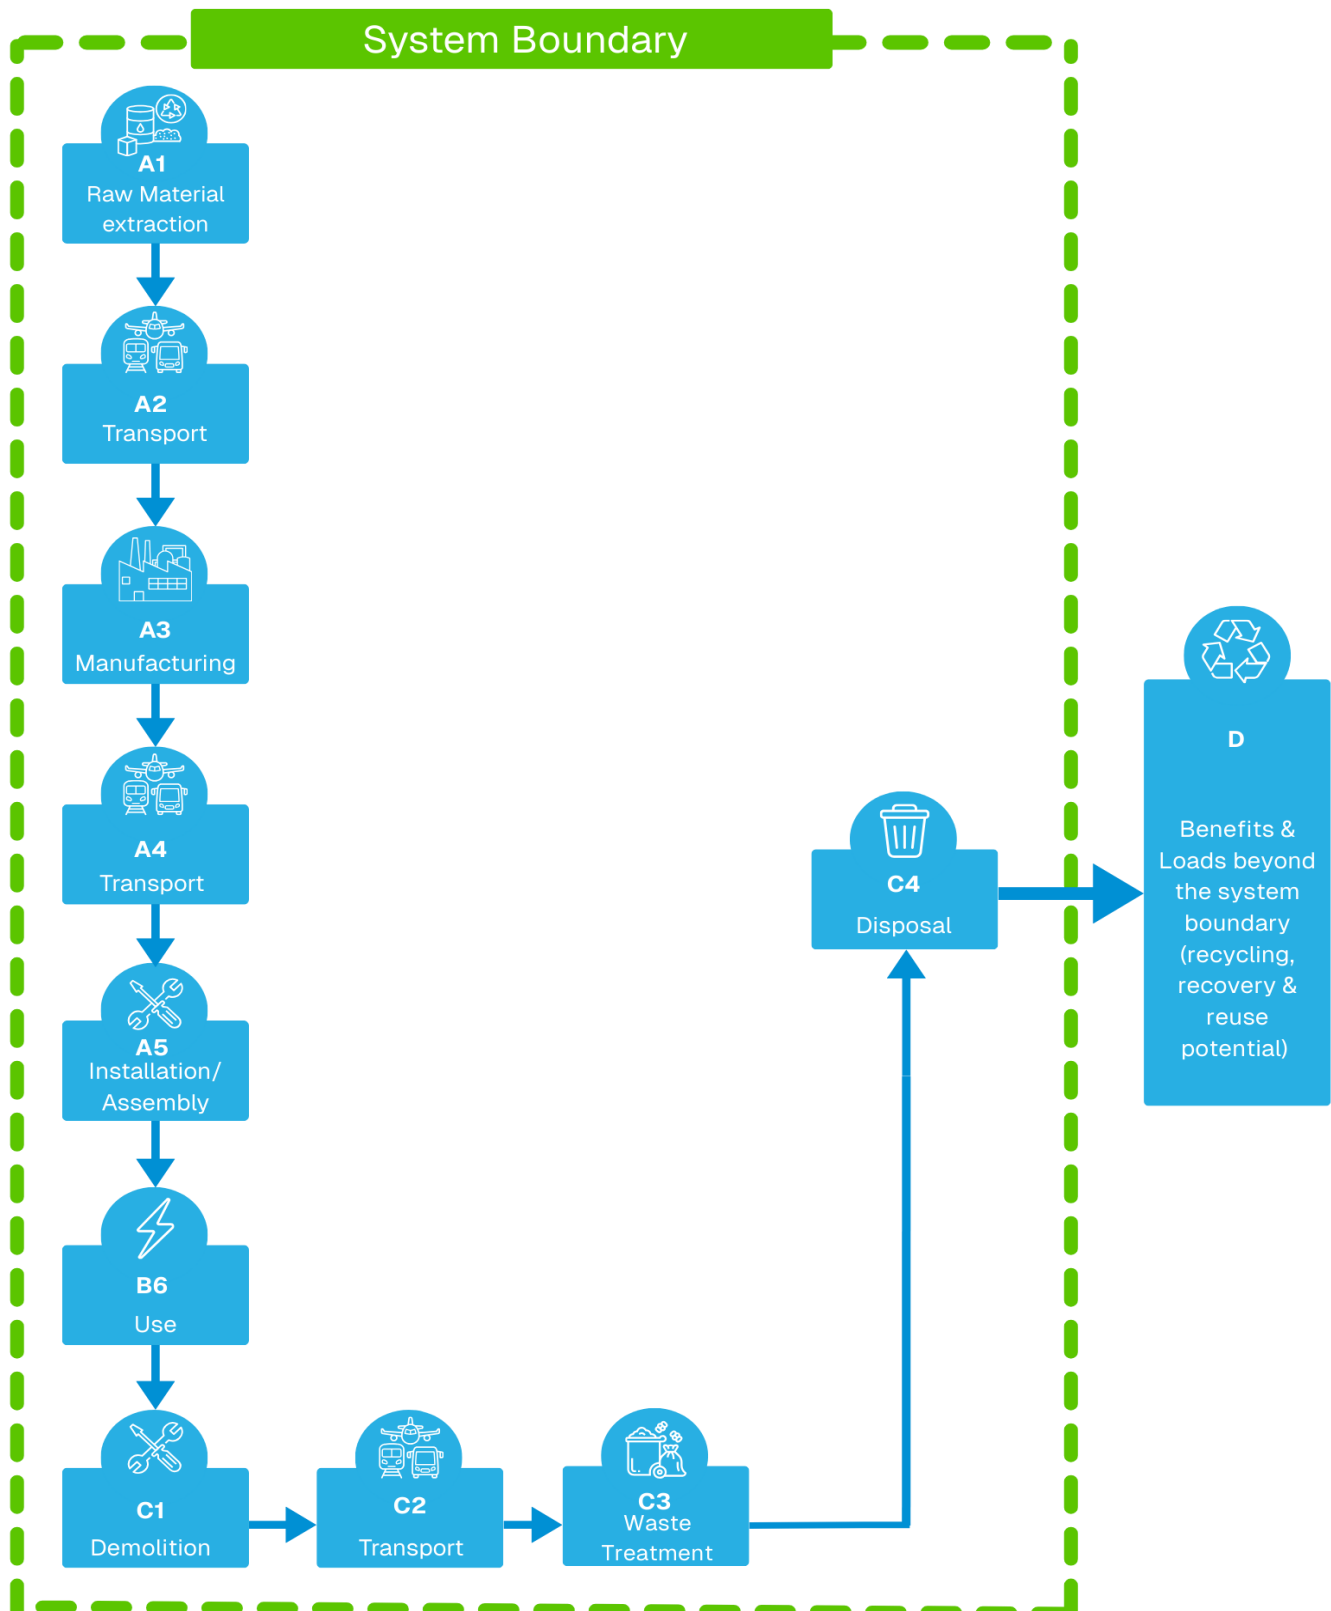 System Boundary
A1
Raw Material
extraction
A2
Transport
A3
Manufacturing
A4
Transport
A5
Installation/
Assembly
B6
Use
C1
Demolition
C2
Transport
C3
Waste
Treatment
C4
Disposal
D
Benefits &
Loads beyond
the system
boundary
(recycling,
recovery &
reuse
potential)